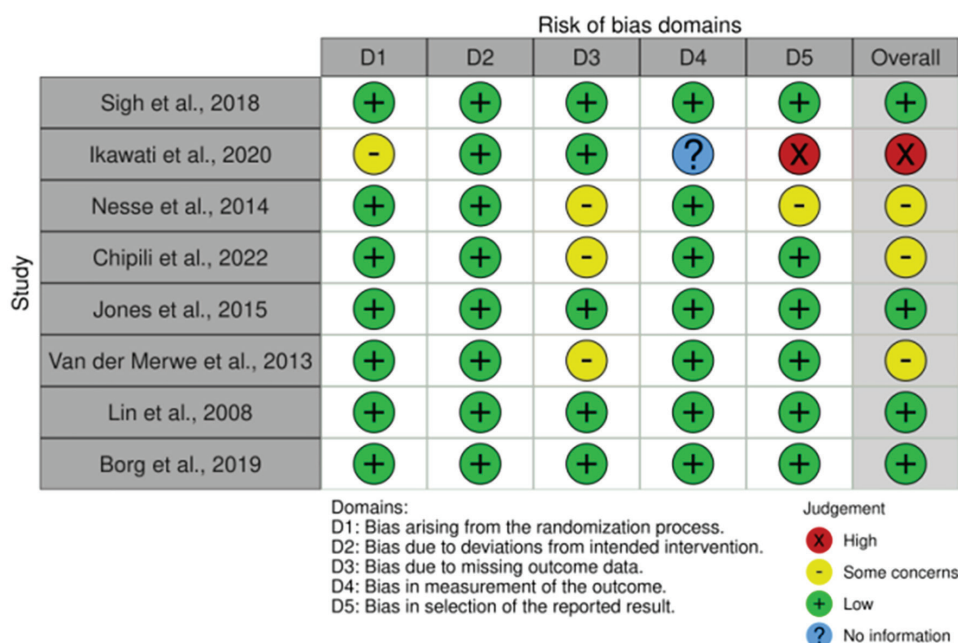 Risk of bias domains
D1 D2 D3 D4 D5 Overall
Sigh et al., 2018 + + + + + +
Ikawati et al., 2020 - + + ? X X
Nesse et al., 2014 + + - + - -
Chipili et al., 2022 + + - + + -
Jones et al., 2015 + + + + + +
Van der Merwe et al., 2013 + + - + + -
Lin et al., 2008 + + + + + +
Borg et al., 2019 + + + + + +
Study
Domains:
D1: Bias arising from the randomization process.
D2: Bias due to deviations from intended intervention.
D3: Bias due to missing outcome data.
D4: Bias in measurement of the outcome.
D5: Bias in selection of the reported result.
Judgement
X High
- Some concerns
+ Low
? No information